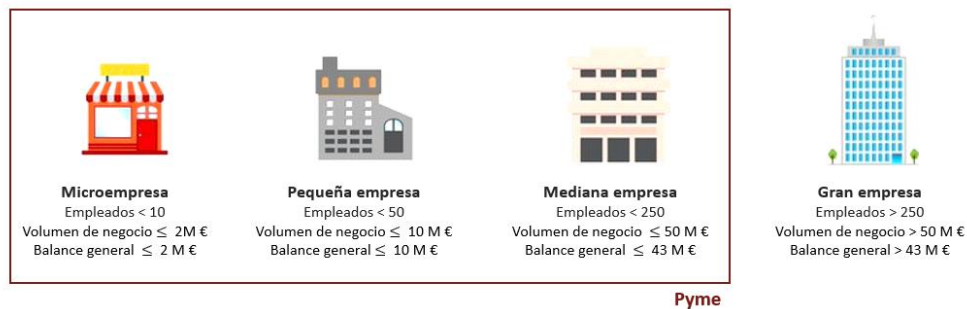 Microempresa
Empleados < 10
Volumen de negocio ≤ 2M €
Balance general ≤ 2 M €
Pequeña empresa
Empleados < 50
Volumen de negocio ≤ 10 M €
Balance general ≤ 10 M €
Mediana empresa
Empleados < 250
Volumen de negocio ≤ 50 M €
Balance general ≤ 43 M €
Gran empresa
Empleados > 250
Volumen de negocio > 50 M €
Balance general > 43 M €
Pyme